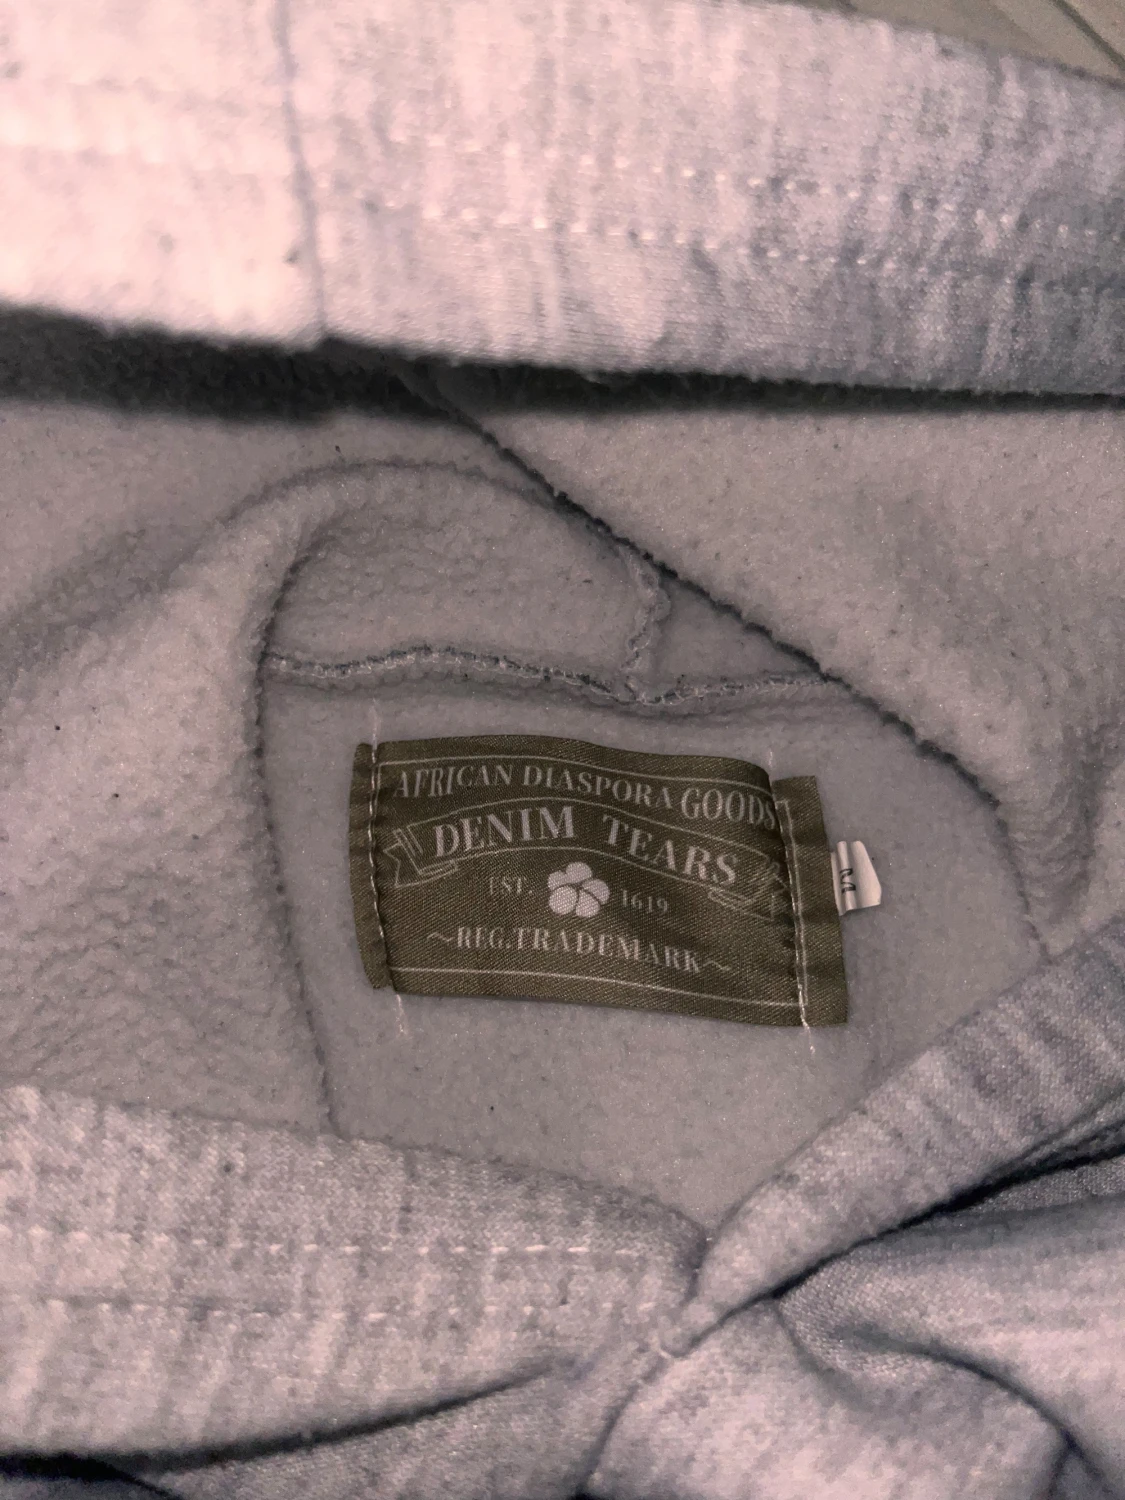 AFRICAN DIASPORA GOODS
DENIM TEARS
EST. 1619
~REG.TRADEMARK~
M